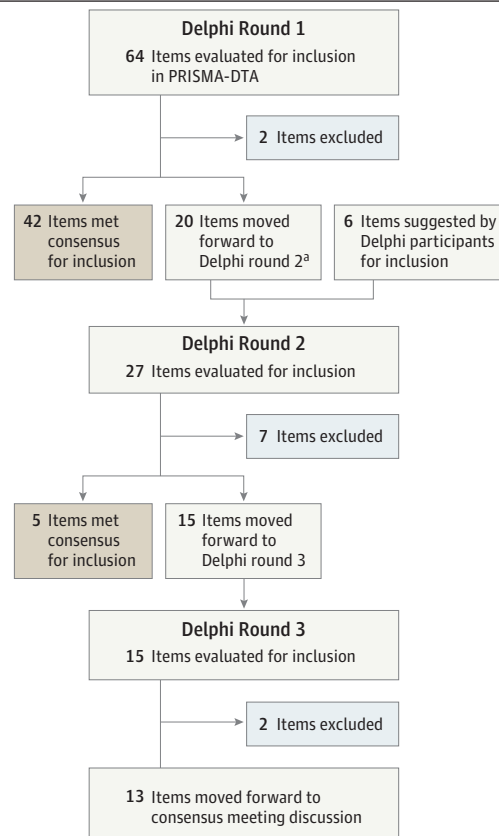 Delphi Round 1
64 Items evaluated for inclusion
in PRISMA-DTA
2 Items excluded
42 Items met
consensus
for inclusion
20 Items moved
forward to
Delphi round 2ᵃ
6 Items suggested by
Delphi participants
for inclusion
Delphi Round 2
27 Items evaluated for inclusion
7 Items excluded
5 Items met
consensus
for inclusion
15 Items moved
forward to
Delphi round 3
Delphi Round 3
15 Items evaluated for inclusion
2 Items excluded
13 Items moved forward to
consensus meeting discussion